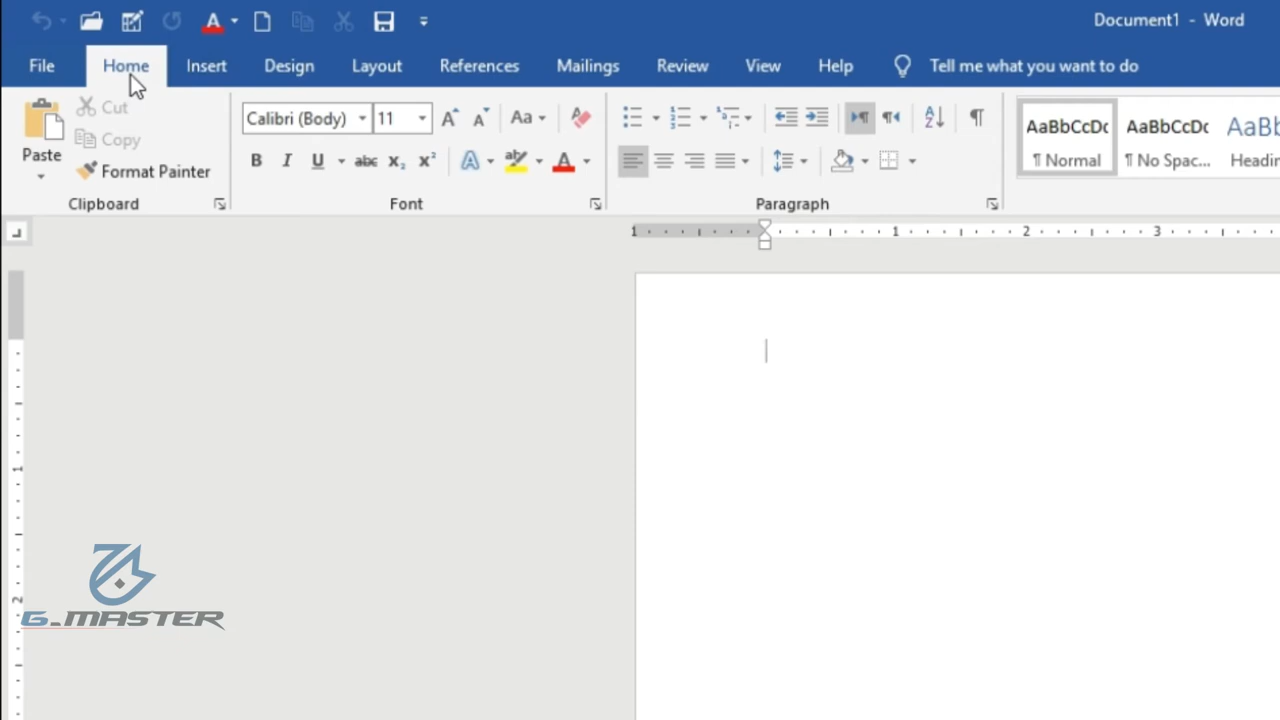 Document1 - Word
File Home Insert Design Layout References Mailings Review View Help Tell me what you want to do
Cut
Copy
Paste
Format Painter
Clipboard
Calibri (Body) 11
Aa
B I U abc x₂ x² A A
Font
Paragraph
AaBbCcDc AaBbCcDc AaBb
¶ Normal ¶ No Spac... Headin
1 1 2 3
1
2
G.MASTER